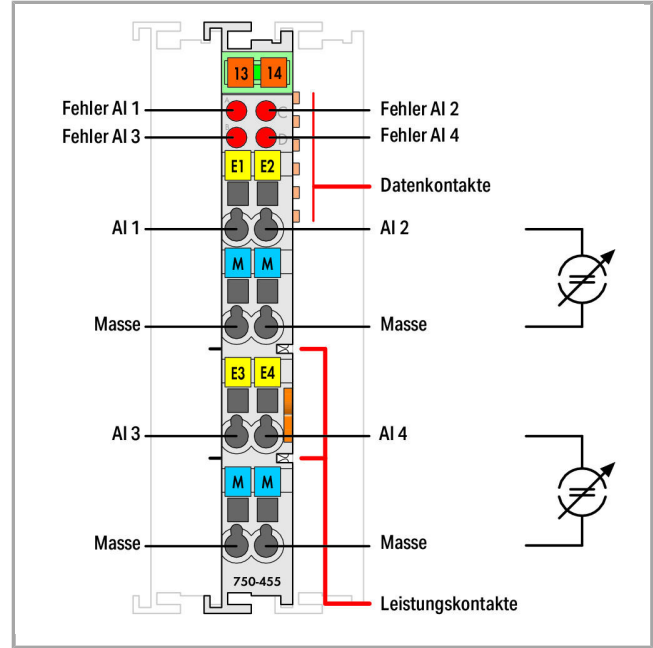 13 14
Fehler AI 1 A C Fehler AI 2
Fehler AI 3 D Fehler AI 4
E1 E2
Datenkontakte
AI 1 AI 2
M M
Masse Masse
E3 E4
AI 3 AI 4
M M
Masse Masse
750-455
Leistungskontakte